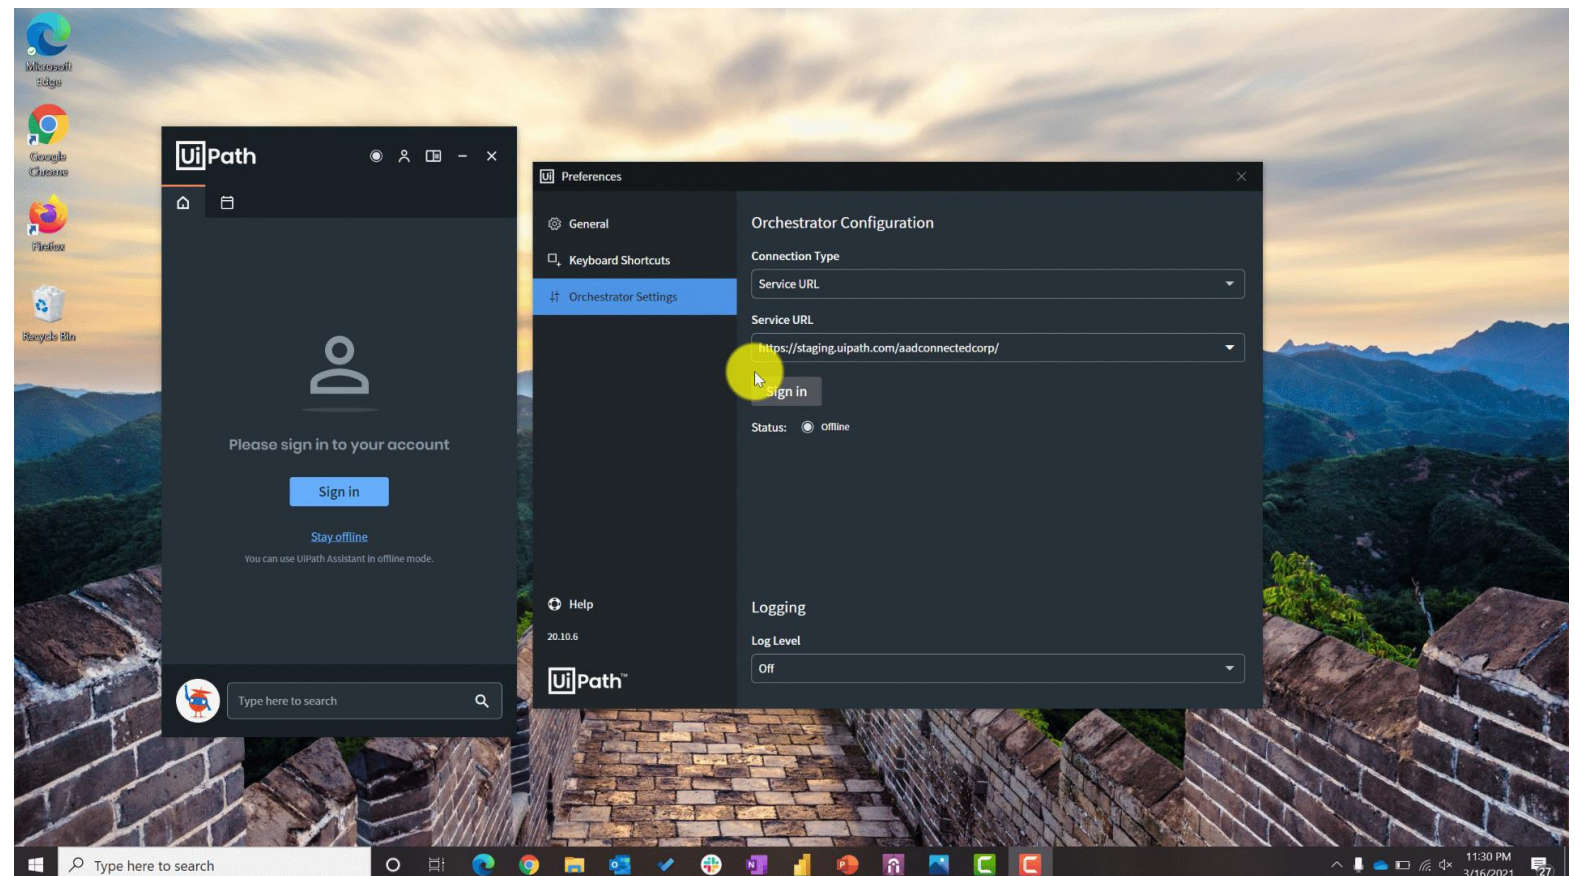 Microsoft
Edge
Google
Chrome
Firefox
Recycle Bin
UiPath
Please sign in to your account
Sign in
Stay offline
You can use UiPath Assistant in offline mode.
Type here to search
Ui Preferences
General
Keyboard Shortcuts
Orchestrator Settings
Help
20.10.6
UiPath™
Orchestrator Configuration
Connection Type
Service URL
Service URL
https://staging.uipath.com/aadconnectedcorp/
Sign in
Status: Offline
Logging
Log Level
Off
Type here to search
11:30 PM
3/16/2021
27